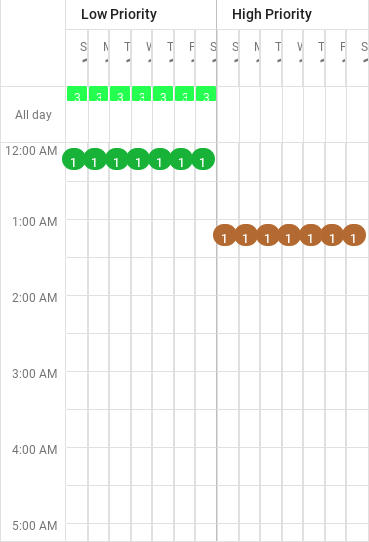 Low Priority High Priority
S M T W T F S S M T W T F S
3 3 3 3 3 3 3
All day
12:00 AM
1 1 1 1 1 1 1
1:00 AM
1 1 1 1 1 1 1
2:00 AM
3:00 AM
4:00 AM
5:00 AM